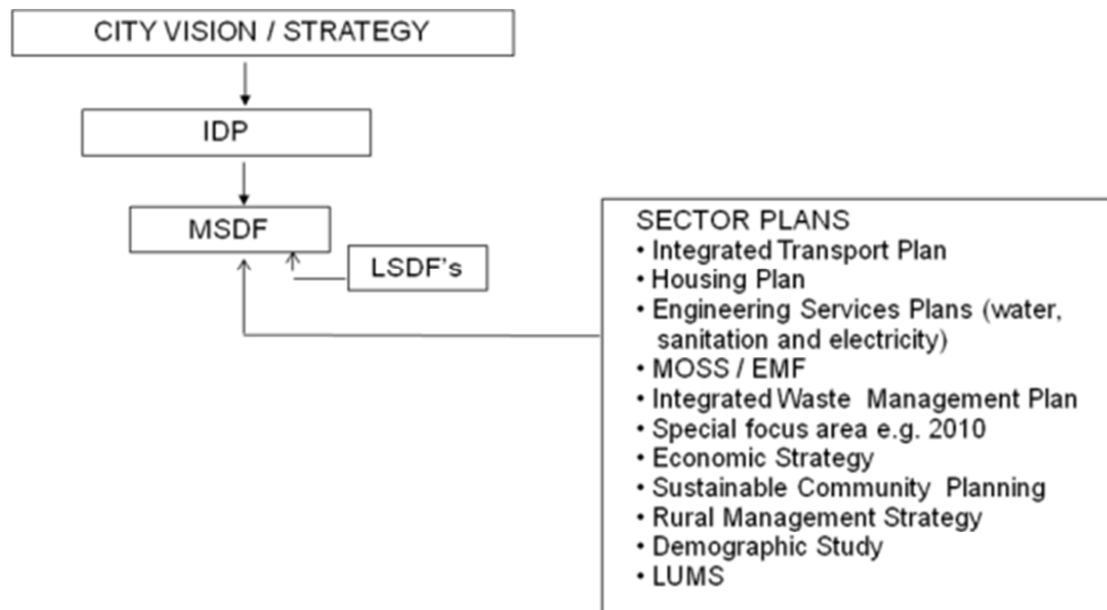 CITY VISION / STRATEGY
IDP
MSDF
LSDF's
SECTOR PLANS
• Integrated Transport Plan
• Housing Plan
• Engineering Services Plans (water,
sanitation and electricity)
• MOSS / EMF
• Integrated Waste Management Plan
• Special focus area e.g. 2010
• Economic Strategy
• Sustainable Community Planning
• Rural Management Strategy
• Demographic Study
• LUMS